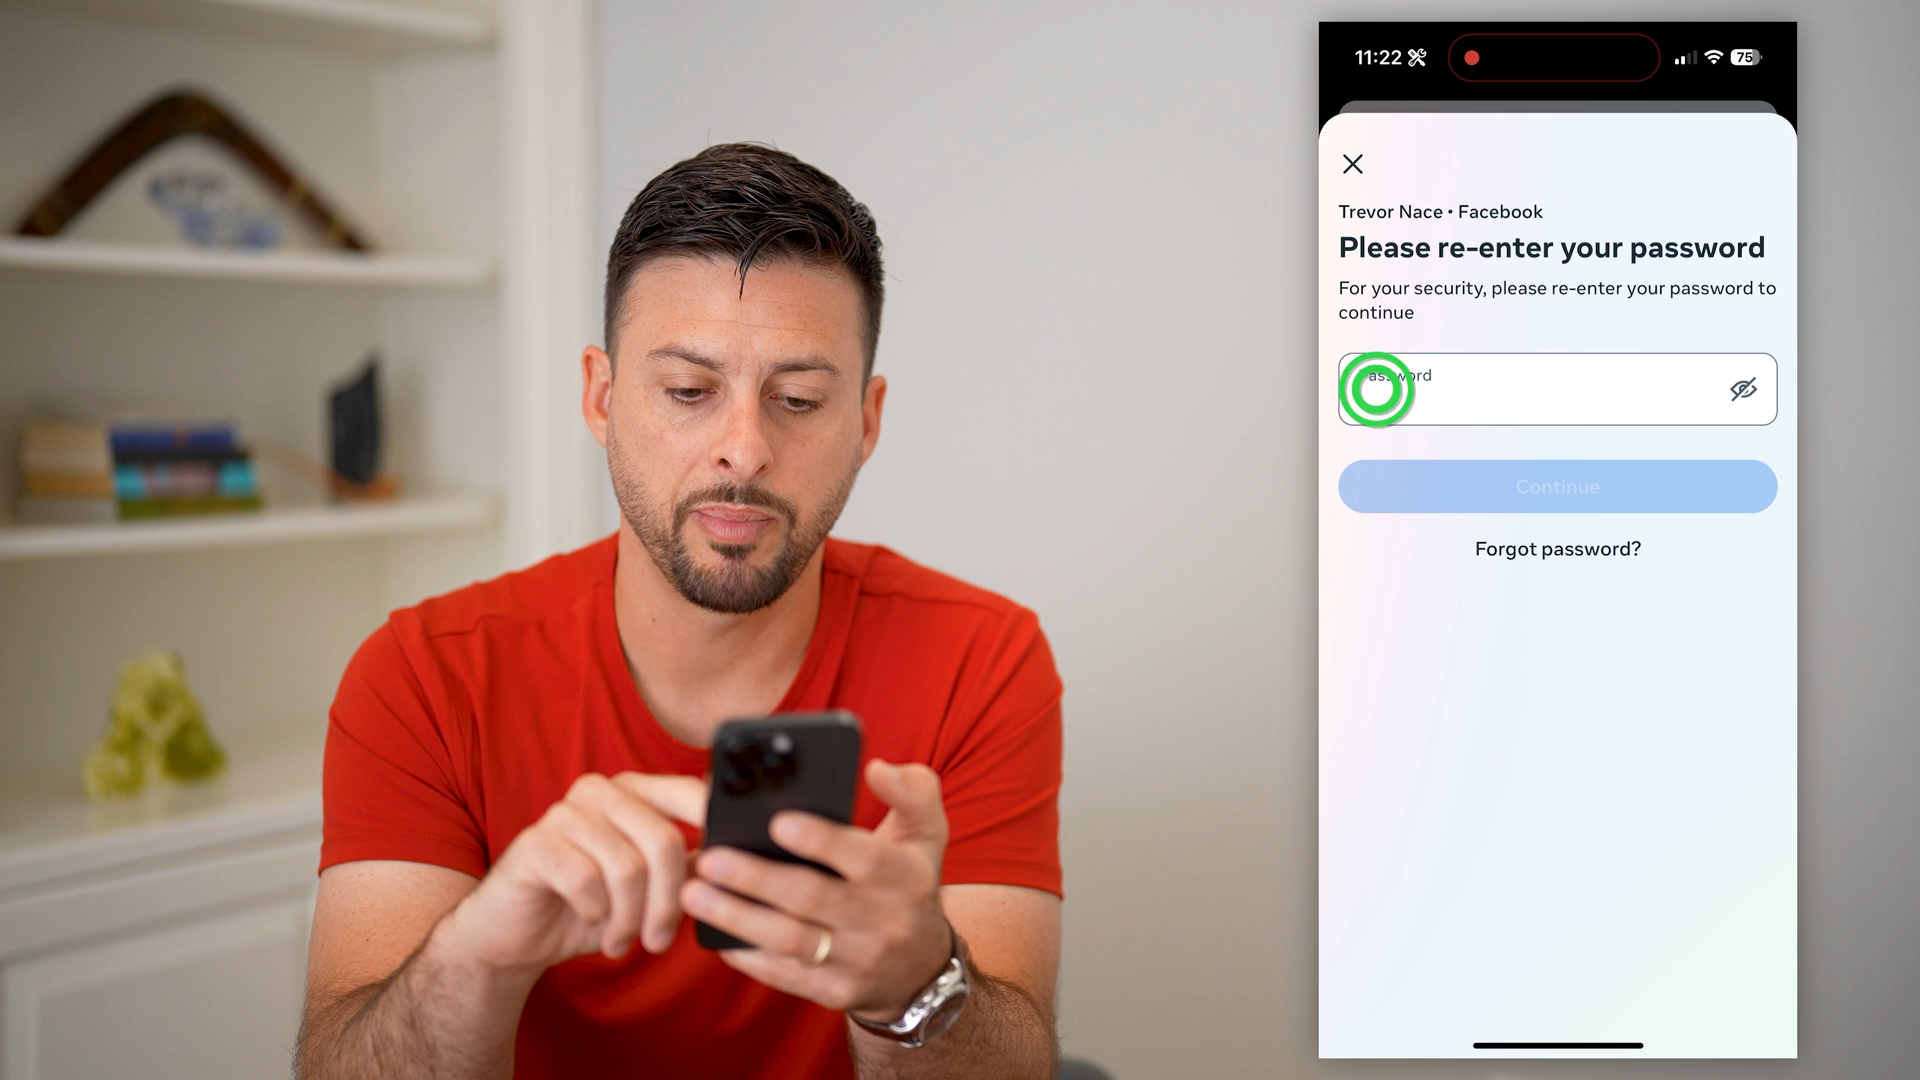 11:22
75
Trevor Nace • Facebook
Please re-enter your password
For your security, please re-enter your password to
continue
Password
Continue
Forgot password?